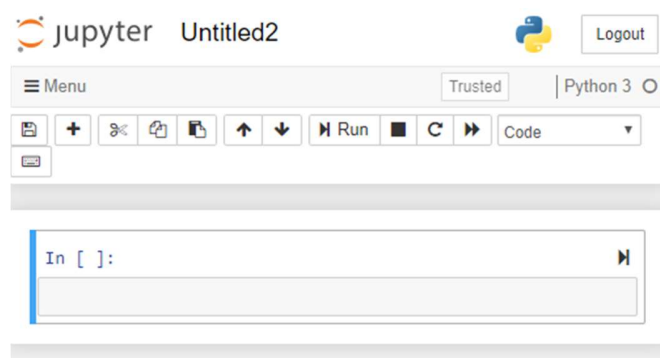 jupyter Untitled2 Logout
Menu Trusted Python 3
Run Code
In [ ]: